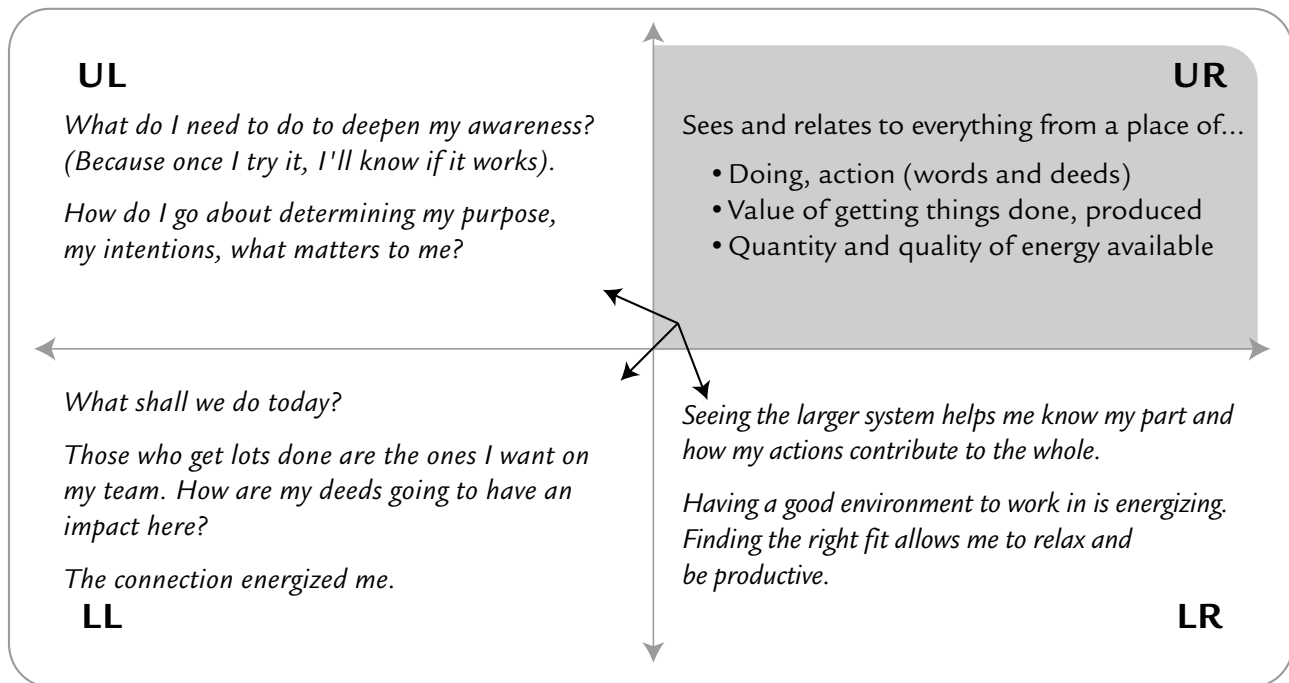 UL
What do I need to do to deepen my awareness?
(Because once I try it, I'll know if it works).
How do I go about determining my purpose,
my intentions, what matters to me?
UR
Sees and relates to everything from a place of...
• Doing, action (words and deeds)
• Value of getting things done, produced
• Quantity and quality of energy available
What shall we do today?
Those who get lots done are the ones I want on
my team. How are my deeds going to have an
impact here?
The connection energized me.
LL
Seeing the larger system helps me know my part and
how my actions contribute to the whole.
Having a good environment to work in is energizing.
Finding the right fit allows me to relax and
be productive.
LR